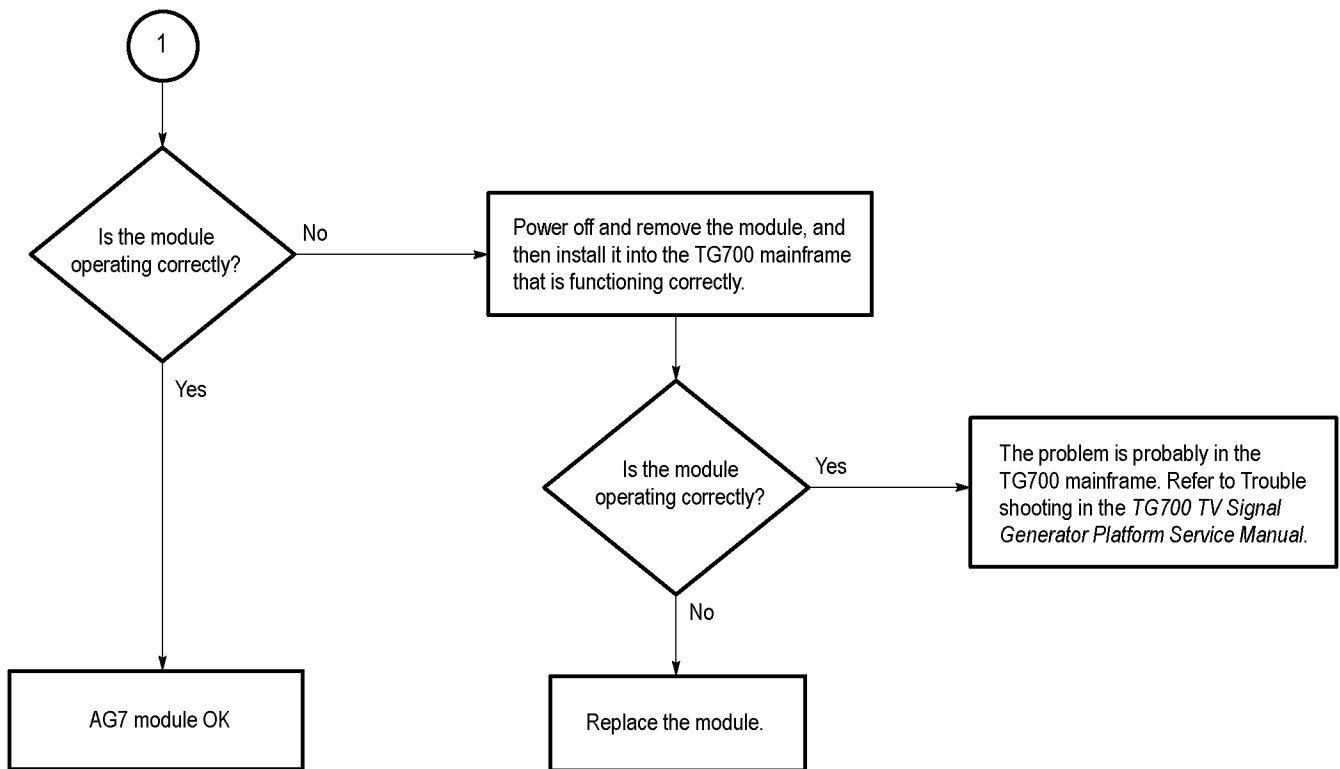 1
Is the module
operating correctly?
No
Power off and remove the module, and
then install it into the TG700 mainframe
that is functioning correctly.
Yes
Is the module
operating correctly?
Yes
The problem is probably in the
TG700 mainframe. Refer to Trouble
shooting in the TG700 TV Signal
Generator Platform Service Manual.
No
AG7 module OK
Replace the module.